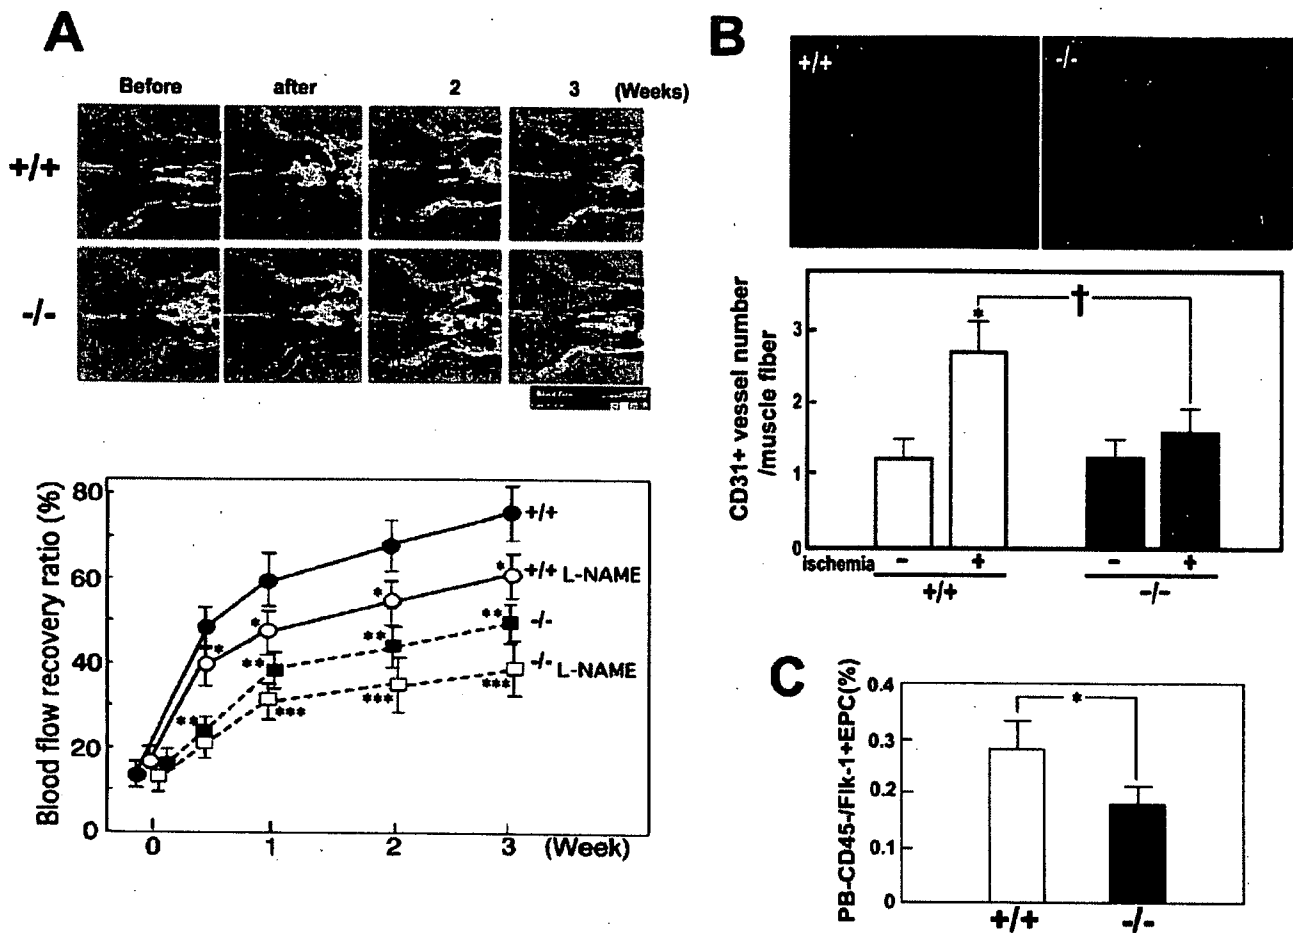 A
Before after 2 3 (Weeks)
+/+
-/-
Blood flow recovery ratio (%)
80
60
40
20
0
+/+
* * * *
+/+ L-NAME
** ** ** **
-/-
-/- L-NAME
*** *** ***
0 1 2 3 (Week)
B
+/+ -/-
CD31+ vessel number
/muscle fiber
3
2
1
0
* †
ischemia - + - +
+/+ -/-
C
PB-CD45-/Flk-1+EPC(%)
0.4
0.3
0.2
0.1
0
*
+/+ -/-